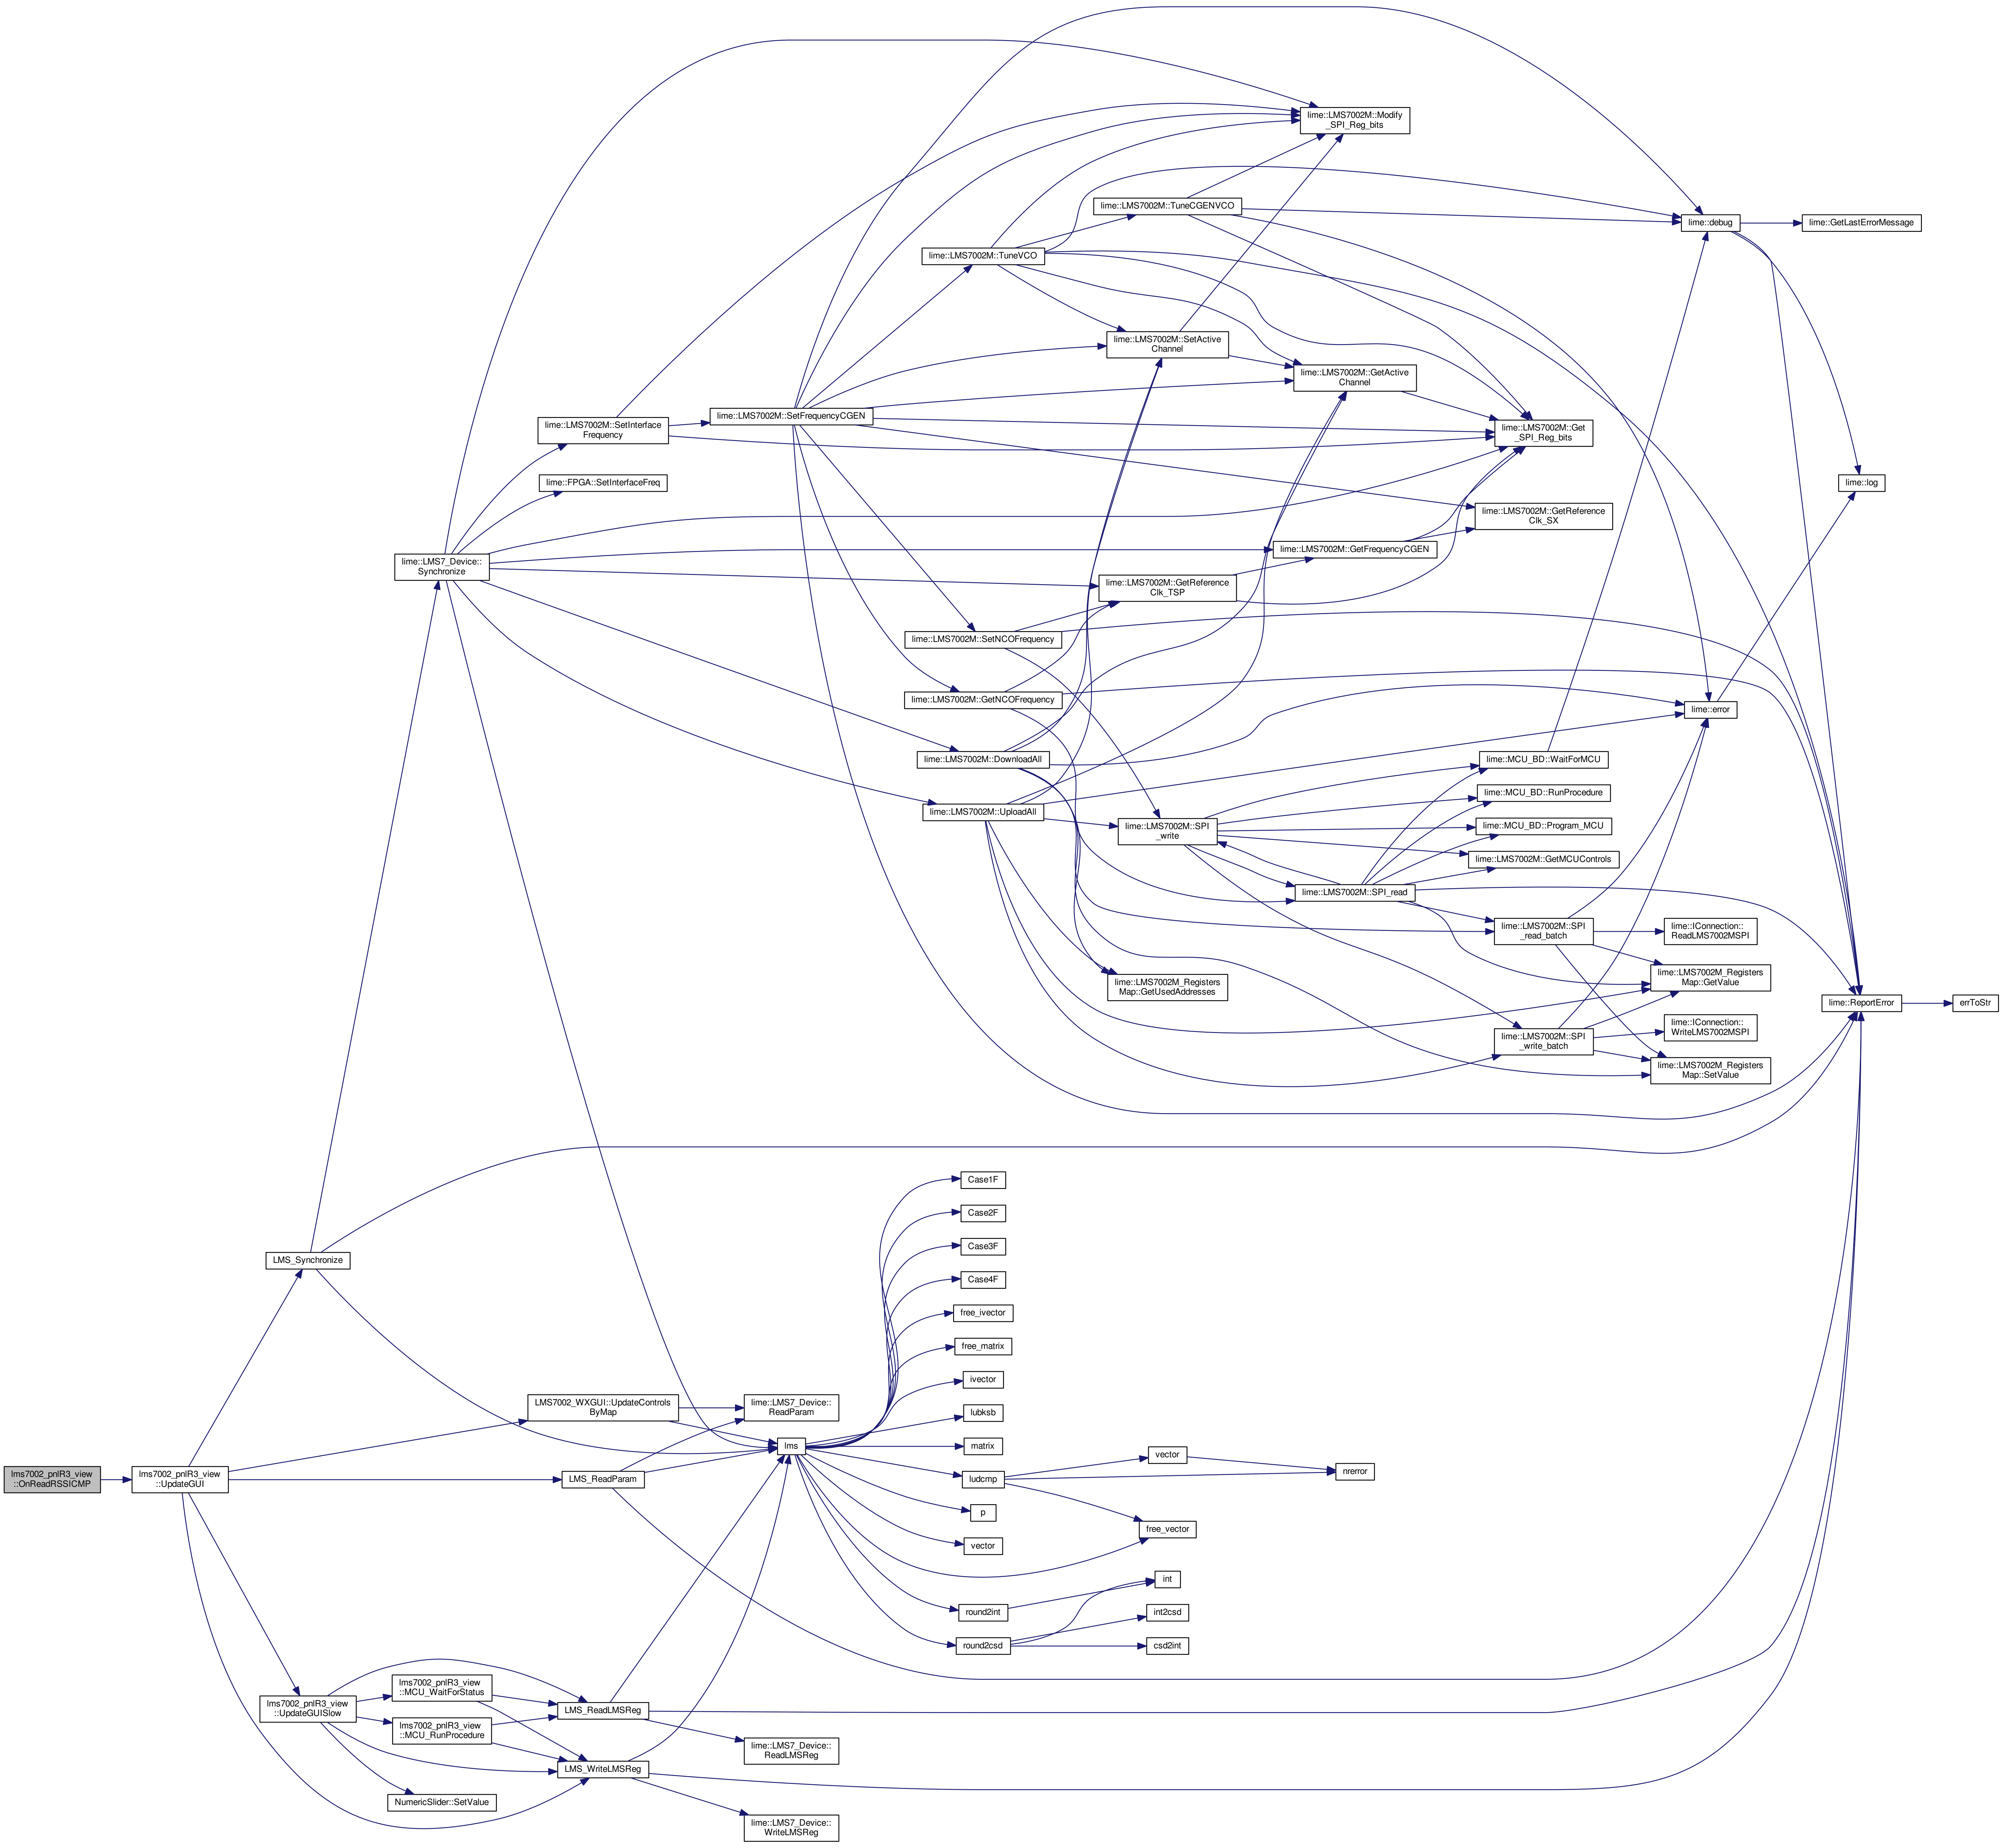 lms7002_pnlR3_view
::OnReadRSSICMP
lms7002_pnlR3_view
::UpdateGUI
LMS_Synchronize
lms7002_pnlR3_view
::UpdateGUISlow
lime::LMS7_Device::
Synchronize
lms7002_pnlR3_view
::MCU_WaitForStatus
lms7002_pnlR3_view
::MCU_RunProcedure
NumericSlider::SetValue
lime::LMS7002M::SetInterface
Frequency
lime::FPGA::SetInterfaceFreq
LMS7002_WXGUI::UpdateControls
ByMap
LMS_ReadParam
LMS_ReadLMSReg
LMS_WriteLMSReg
lime::LMS7002M::SetFrequencyCGEN
lime::LMS7_Device::
ReadParam
lms
lime::LMS7_Device::
ReadLMSReg
lime::LMS7_Device::
WriteLMSReg
lime::LMS7002M::TuneVCO
lime::LMS7002M::SetNCOFrequency
lime::LMS7002M::GetNCOFrequency
lime::LMS7002M::DownloadAll
lime::LMS7002M::UploadAll
Case1F
Case2F
Case3F
Case4F
free_ivector
free_matrix
ivector
lubksb
matrix
ludcmp
p
vector
round2int
round2csd
lime::LMS7002M::TuneCGENVCO
lime::LMS7002M::SetActive
Channel
lime::LMS7002M::GetReference
Clk_TSP
lime::LMS7002M::SPI
_write
lime::LMS7002M_Registers
Map::GetUsedAddresses
vector
free_vector
int
int2csd
csd2int
lime::LMS7002M::Modify
_SPI_Reg_bits
lime::LMS7002M::GetActive
Channel
lime::LMS7002M::GetFrequencyCGEN
lime::LMS7002M::SPI_read
nrerror
lime::LMS7002M::Get
_SPI_Reg_bits
lime::LMS7002M::GetReference
Clk_SX
lime::MCU_BD::WaitForMCU
lime::MCU_BD::RunProcedure
lime::MCU_BD::Program_MCU
lime::LMS7002M::GetMCUControls
lime::LMS7002M::SPI
_read_batch
lime::LMS7002M::SPI
_write_batch
lime::debug
lime::error
lime::IConnection::
ReadLMS7002MSPI
lime::LMS7002M_Registers
Map::GetValue
lime::IConnection::
WriteLMS7002MSPI
lime::LMS7002M_Registers
Map::SetValue
lime::GetLastErrorMessage
lime::log
lime::ReportError
errToStr